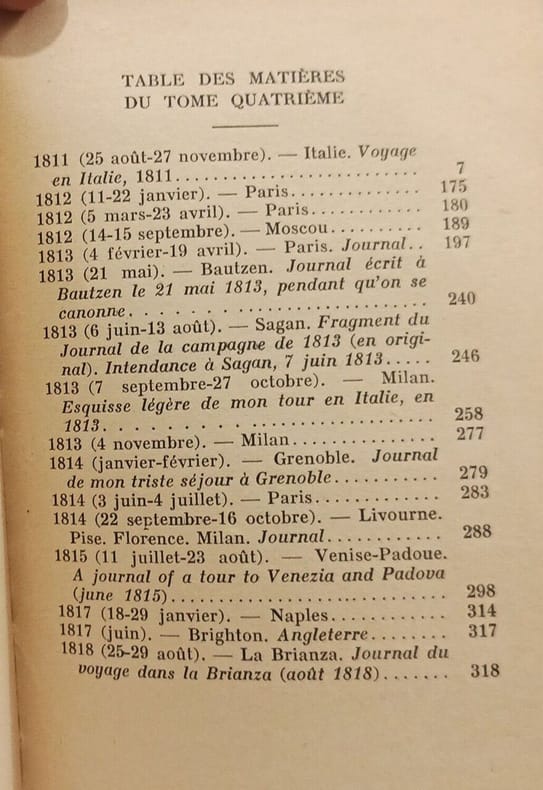 TABLE DES MATIÈRES
DU TOME QUATRIÈME
1811 (25 août-27 novembre). — Italie. Voyage
en Italie, 1811.......................... 7
1812 (11-22 janvier). — Paris............. 175
1812 (5 mars-23 avril). — Paris............ 180
1812 (14-15 septembre). — Moscou.......... 189
1813 (4 février-19 avril). — Paris. Journal.. 197
1813 (21 mai). — Bautzen. Journal écrit à
Bautzen le 21 mai 1813, pendant qu'on se
canonne.............................. 240
1813 (6 juin-13 août). — Sagan. Fragment du
Journal de la campagne de 1813 (en origi-
nal). Intendance à Sagan, 7 juin 1813..... 246
1813 (7 septembre-27 octobre). — Milan.
Esquisse légère de mon tour en Italie, en
1813................................ 258
1813 (4 novembre). — Milan............... 277
1814 (janvier-février). — Grenoble. Journal
de mon triste séjour à Grenoble........... 279
1814 (3 juin-4 juillet). — Paris............. 283
1814 (22 septembre-16 octobre). — Livourne.
Pise. Florence. Milan. Journal............ 288
1815 (11 juillet-23 août). — Venise-Padoue.
A journal of a tour to Venezia and Padova
(june 1815)............................. 298
1817 (18-29 janvier). — Naples............ 314
1817 (juin). — Brighton. Angleterre........ 317
1818 (25-29 août). — La Brianza. Journal du
voyage dans la Brianza (août 1818)....... 318